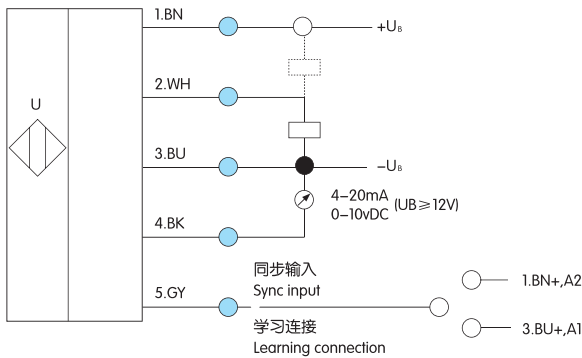 1.BN
+UB
2.WH
U
3.BU
−UB
4−20mA
0−10vDC
(UB≥12V)
4.BK
同步输入
5.GY
Sync input
1.BN+,A2
学习连接
3.BU+,A1
Learning connection